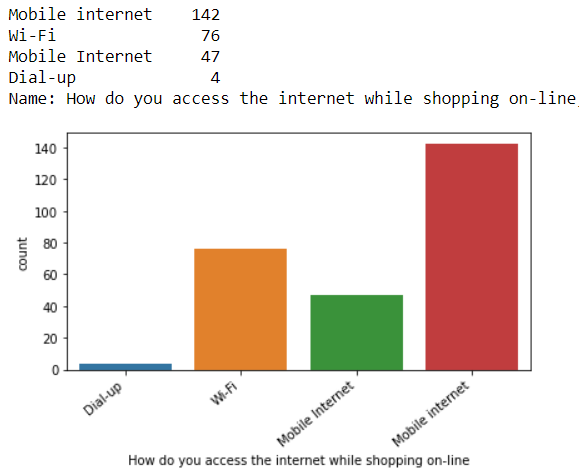 Mobile internet 142
Wi-Fi 76
Mobile Internet 47
Dial-up 4
Name: How do you access the internet while shopping on-line,
140
120
100
80
60
40
20
0
count
Dial-up
Wi-Fi
Mobile Internet
Mobile internet
How do you access the internet while shopping on-line